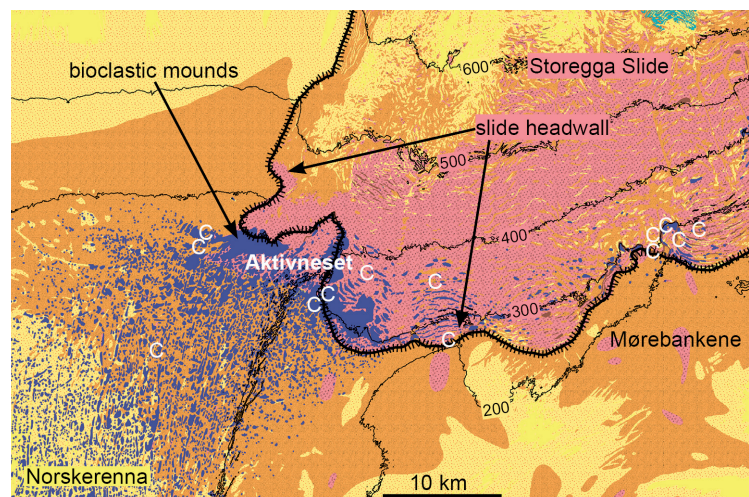 bioclastic mounds
600
Storegga Slide
slide headwall
500
C
C
C
C
C
C
C
400
Aktivneset
C
C
C
C
300
C
C
Mørebankene
200
Norskerenna
10 km